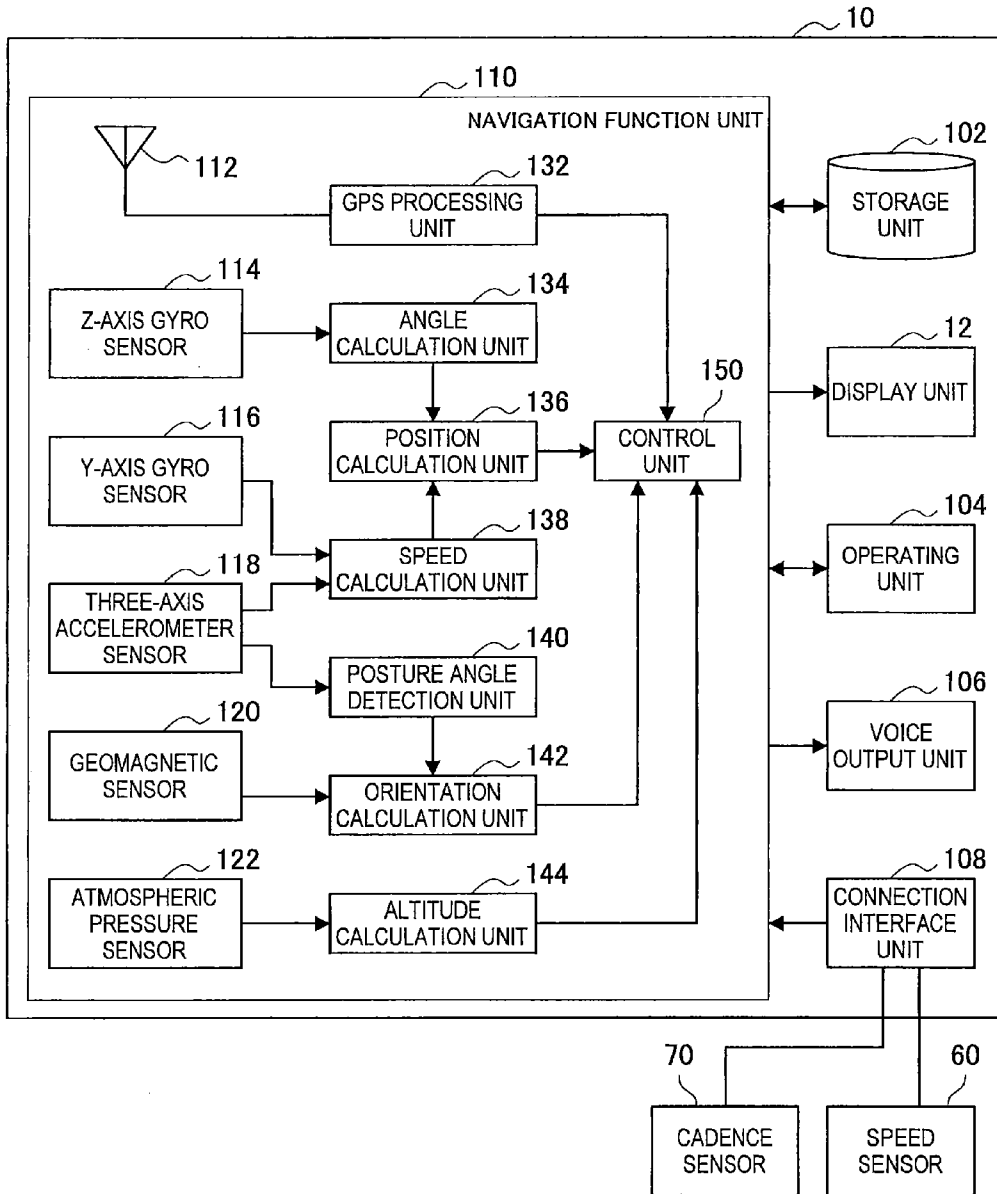 10
110
NAVIGATION FUNCTION UNIT
112
132
GPS PROCESSING
UNIT
102
STORAGE
UNIT
114
Z-AXIS GYRO
SENSOR
134
ANGLE
CALCULATION UNIT
12
DISPLAY UNIT
116
Y-AXIS GYRO
SENSOR
136
POSITION
CALCULATION UNIT
150
CONTROL
UNIT
138
SPEED
CALCULATION UNIT
104
OPERATING
UNIT
118
THREE-AXIS
ACCELEROMETER
SENSOR
140
POSTURE ANGLE
DETECTION UNIT
106
VOICE
OUTPUT UNIT
120
GEOMAGNETIC
SENSOR
142
ORIENTATION
CALCULATION UNIT
122
ATMOSPHERIC
PRESSURE
SENSOR
144
ALTITUDE
CALCULATION UNIT
108
CONNECTION
INTERFACE
UNIT
70
CADENCE
SENSOR
60
SPEED
SENSOR